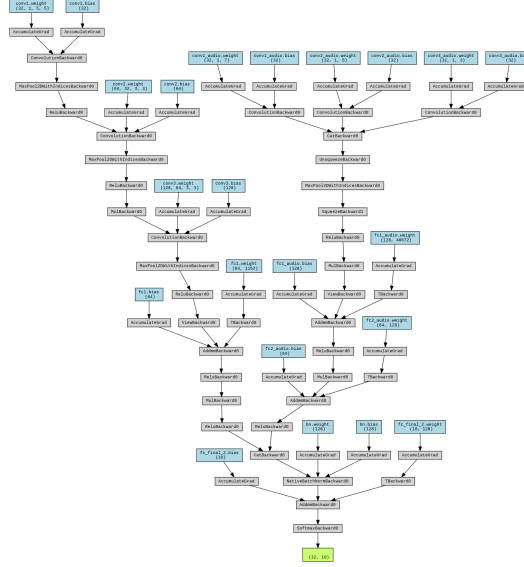 conv1.weight
(32, 1, 5, 5)
conv1.bias
(32)
AccumulateGrad
AccumulateGrad
ConvolutionBackward0
MaxPool2DWithIndicesBackward0
ReluBackward0
conv2.weight
(64, 32, 3, 3)
conv2.bias
(64)
AccumulateGrad
AccumulateGrad
ConvolutionBackward0
MaxPool2DWithIndicesBackward0
ReluBackward0
MulBackward0
conv3.weight
(128, 64, 3, 3)
conv3.bias
(128)
AccumulateGrad
AccumulateGrad
ConvolutionBackward0
MaxPool2DWithIndicesBackward0
ReluBackward0
ViewBackward0
fc1.bias
(64)
AccumulateGrad
fc1.weight
(64, 1152)
AccumulateGrad
TBackward0
AddmmBackward0
ReluBackward0
MulBackward0
ReluBackward0
conv1_audio.weight
(32, 1, 7)
conv1_audio.bias
(32)
conv2_audio.weight
(32, 1, 5)
conv2_audio.bias
(32)
conv3_audio.weight
(32, 1, 3)
conv3_audio.bi
(32)
AccumulateGrad
AccumulateGrad
AccumulateGrad
AccumulateGrad
AccumulateGrad
AccumulateGrad
ConvolutionBackward0
ConvolutionBackward0
ConvolutionBackward0
CatBackward0
UnsqueezeBackward0
MaxPool2DWithIndicesBackward0
SqueezeBackward1
ReluBackward0
MulBackward0
ViewBackward0
fc1_audio.bias
(128)
AccumulateGrad
fc1_audio.weight
(128, 40672)
AccumulateGrad
TBackward0
AddmmBackward0
ReluBackward0
MulBackward0
fc2_audio.bias
(64)
AccumulateGrad
fc2_audio.weight
(64, 128)
AccumulateGrad
TBackward0
AddmmBackward0
ReluBackward0
CatBackward0
bn.weight
(128)
bn.bias
(128)
AccumulateGrad
AccumulateGrad
NativeBatchNormBackward0
fc_final_2.bias
(10)
AccumulateGrad
fc_final_2.weight
(10, 128)
AccumulateGrad
TBackward0
AddmmBackward0
SoftmaxBackward0
(32, 10)